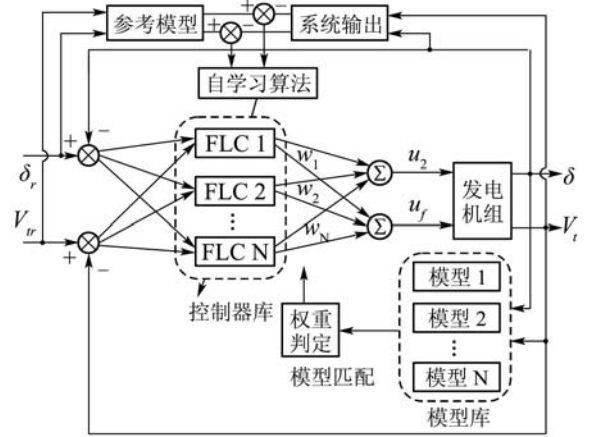 参考模型
系统输出
+ −
+ −
自学习算法
−
+
δr
FLC 1
w1
u2
发电
机组
δ
FLC 2
w2
Vtr
⋮
uf
Vt
Σ
Σ
+
−
FLC N
wN
控制器库
权重
判定
模型匹配
模型 1
模型 2
⋮
模型 N
模型库